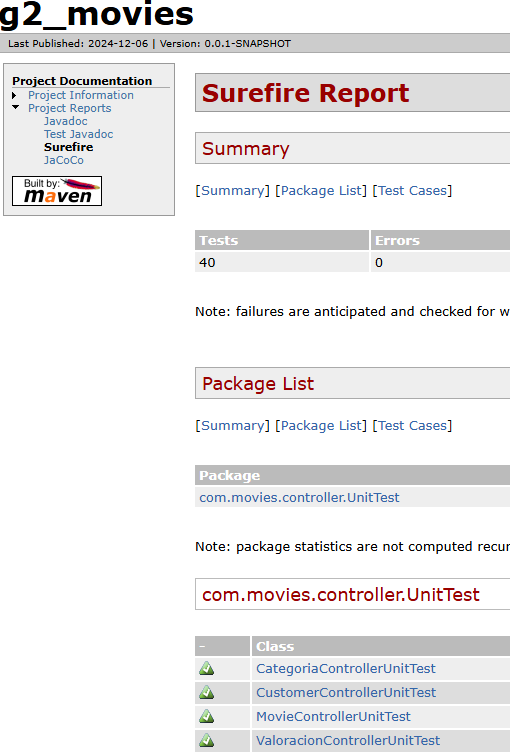 g2_movies
Last Published: 2024-12-06 | Version: 0.0.1-SNAPSHOT
Project Documentation
Project Information
Project Reports
Javadoc
Test Javadoc
Surefire
JaCoCo
Built by:
maven
Surefire Report
Summary
[Summary] [Package List] [Test Cases]
Tests Errors
40 0
Note: failures are anticipated and checked for w
Package List
[Summary] [Package List] [Test Cases]
Package
com.movies.controller.UnitTest
Note: package statistics are not computed recur
com.movies.controller.UnitTest
- Class
CategoriaControllerUnitTest
CustomerControllerUnitTest
MovieControllerUnitTest
ValoracionControllerUnitTest